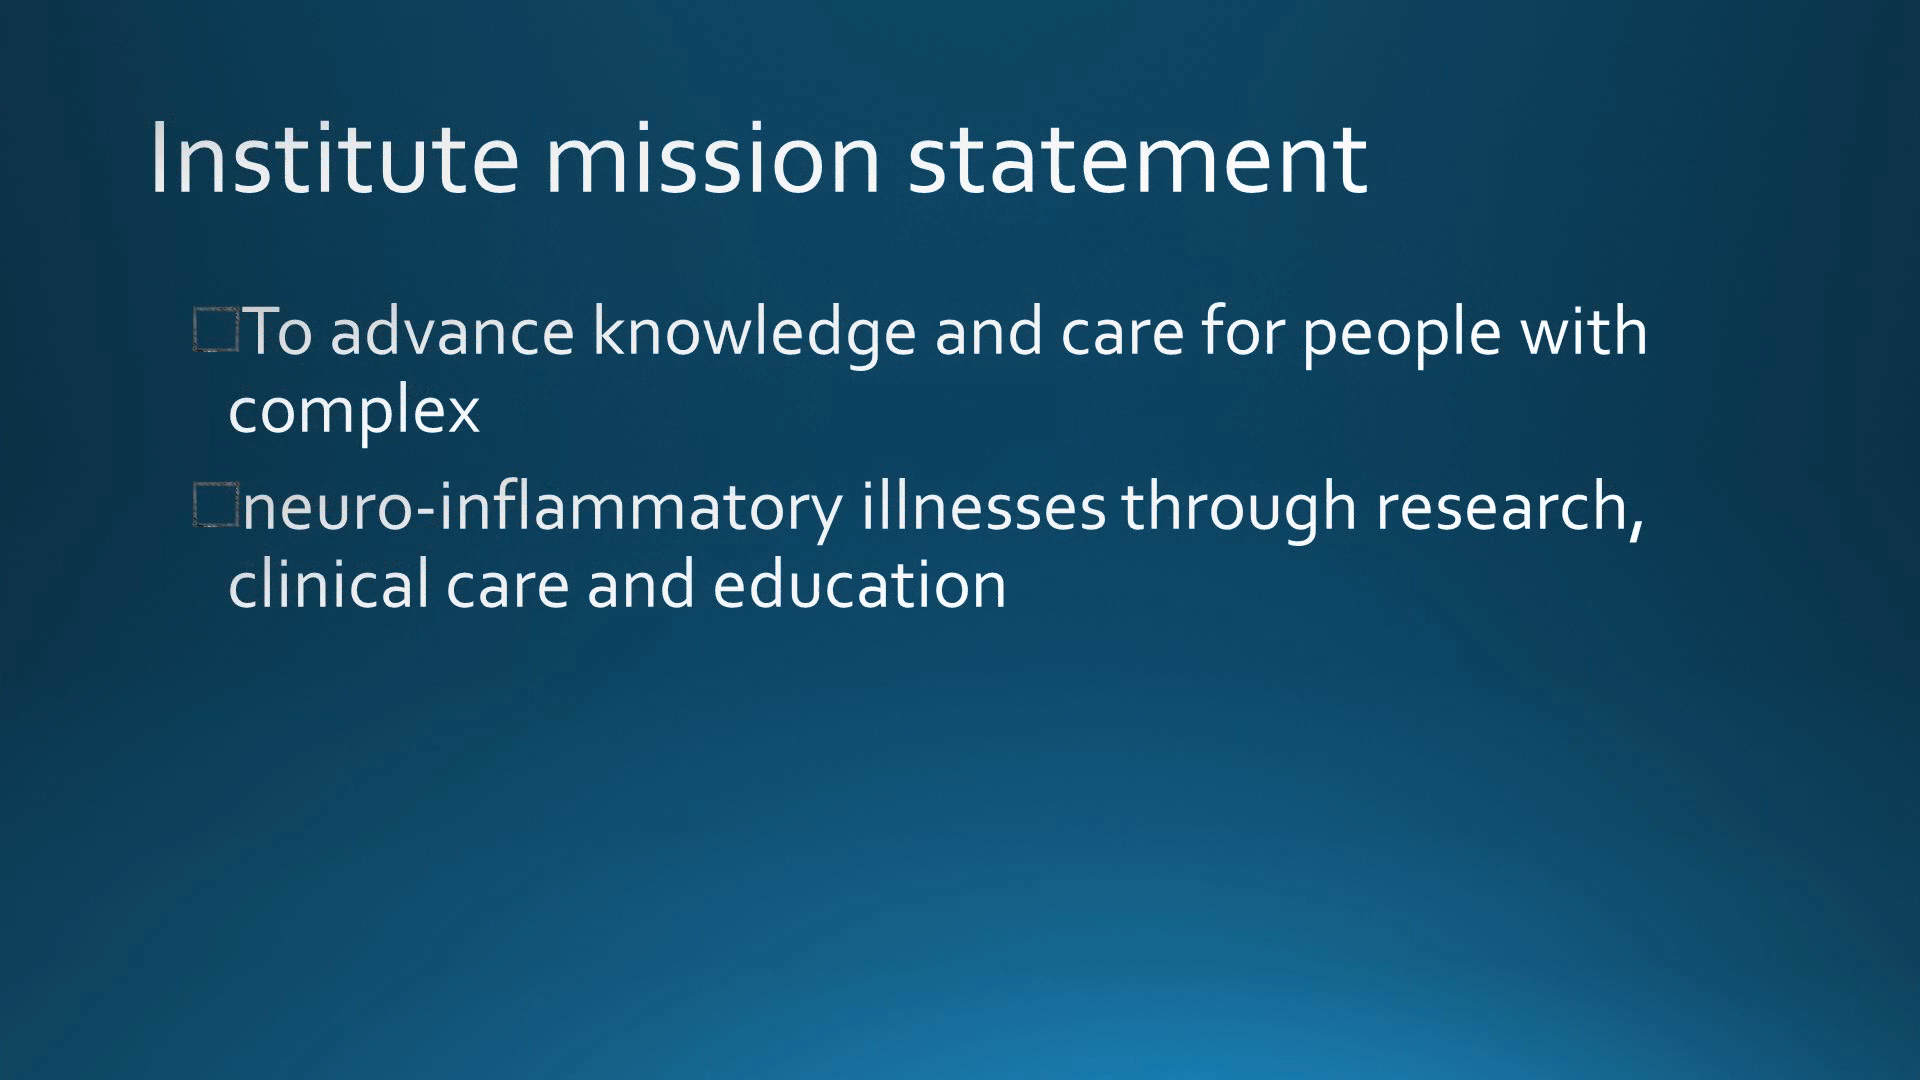 Institute mission statement
□To advance knowledge and care for people with
complex
□neuro-inflammatory illnesses through research,
clinical care and education